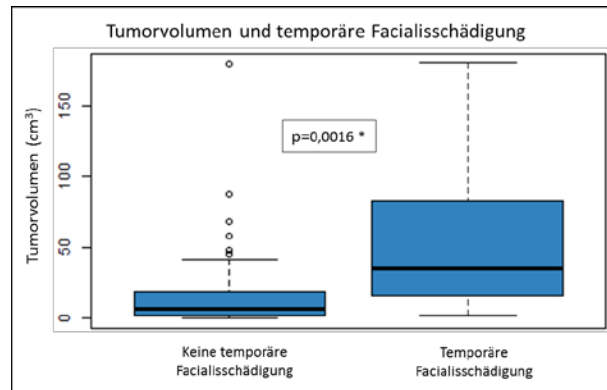 Tumorvolumen und temporäre Facialisschädigung
Tumorvolumen (cm³)
150
100
50
0
p=0,0016 *
Keine temporäre
Facialisschädigung
Temporäre
Facialisschädigung